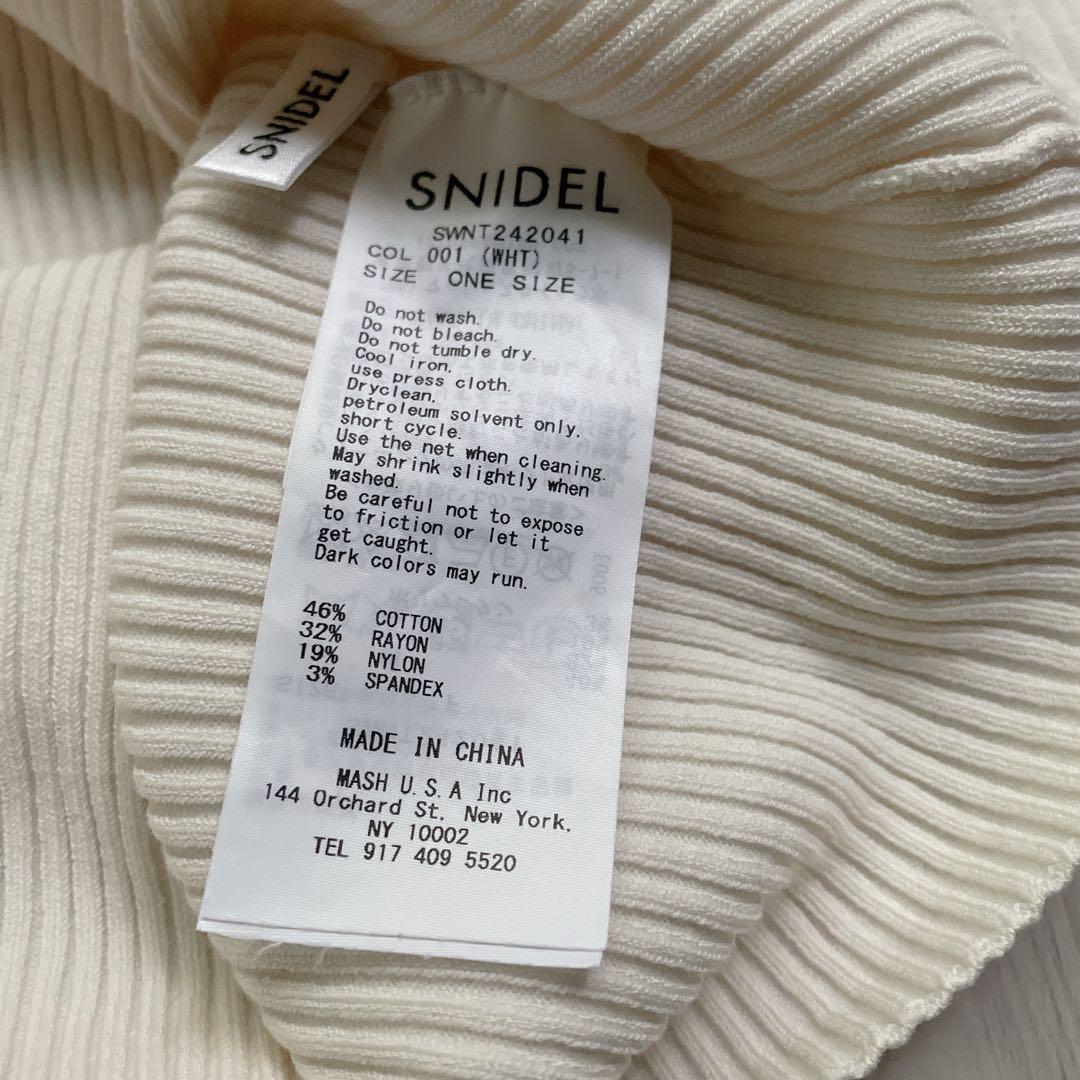 SNIDEL
SNIDEL
SWNT242041
COL 001 (WHT)
SIZE ONE SIZE
Do not wash.
Do not bleach.
Do not tumble dry.
Cool iron.
use press cloth.
Dryclean.
petroleum solvent only.
short cycle.
Use the net when cleaning.
May shrink slightly when
washed.
Be careful not to expose
to friction or let it
get caught.
Dark colors may run.
46% COTTON
32% RAYON
19% NYLON
3% SPANDEX
MADE IN CHINA
MASH U.S.A Inc
144 Orchard St. New York.
NY 10002
TEL 917 409 5520